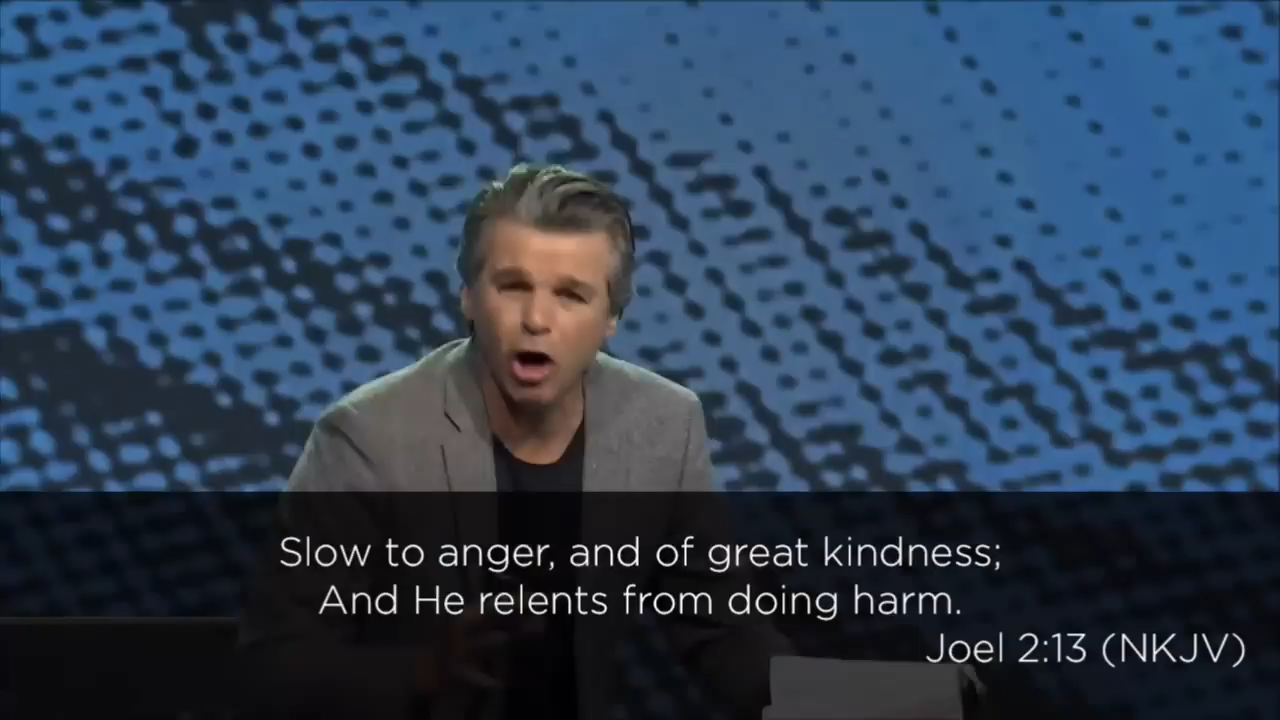 Slow to anger, and of great kindness;
And He relents from doing harm.
Joel 2:13 (NKJV)